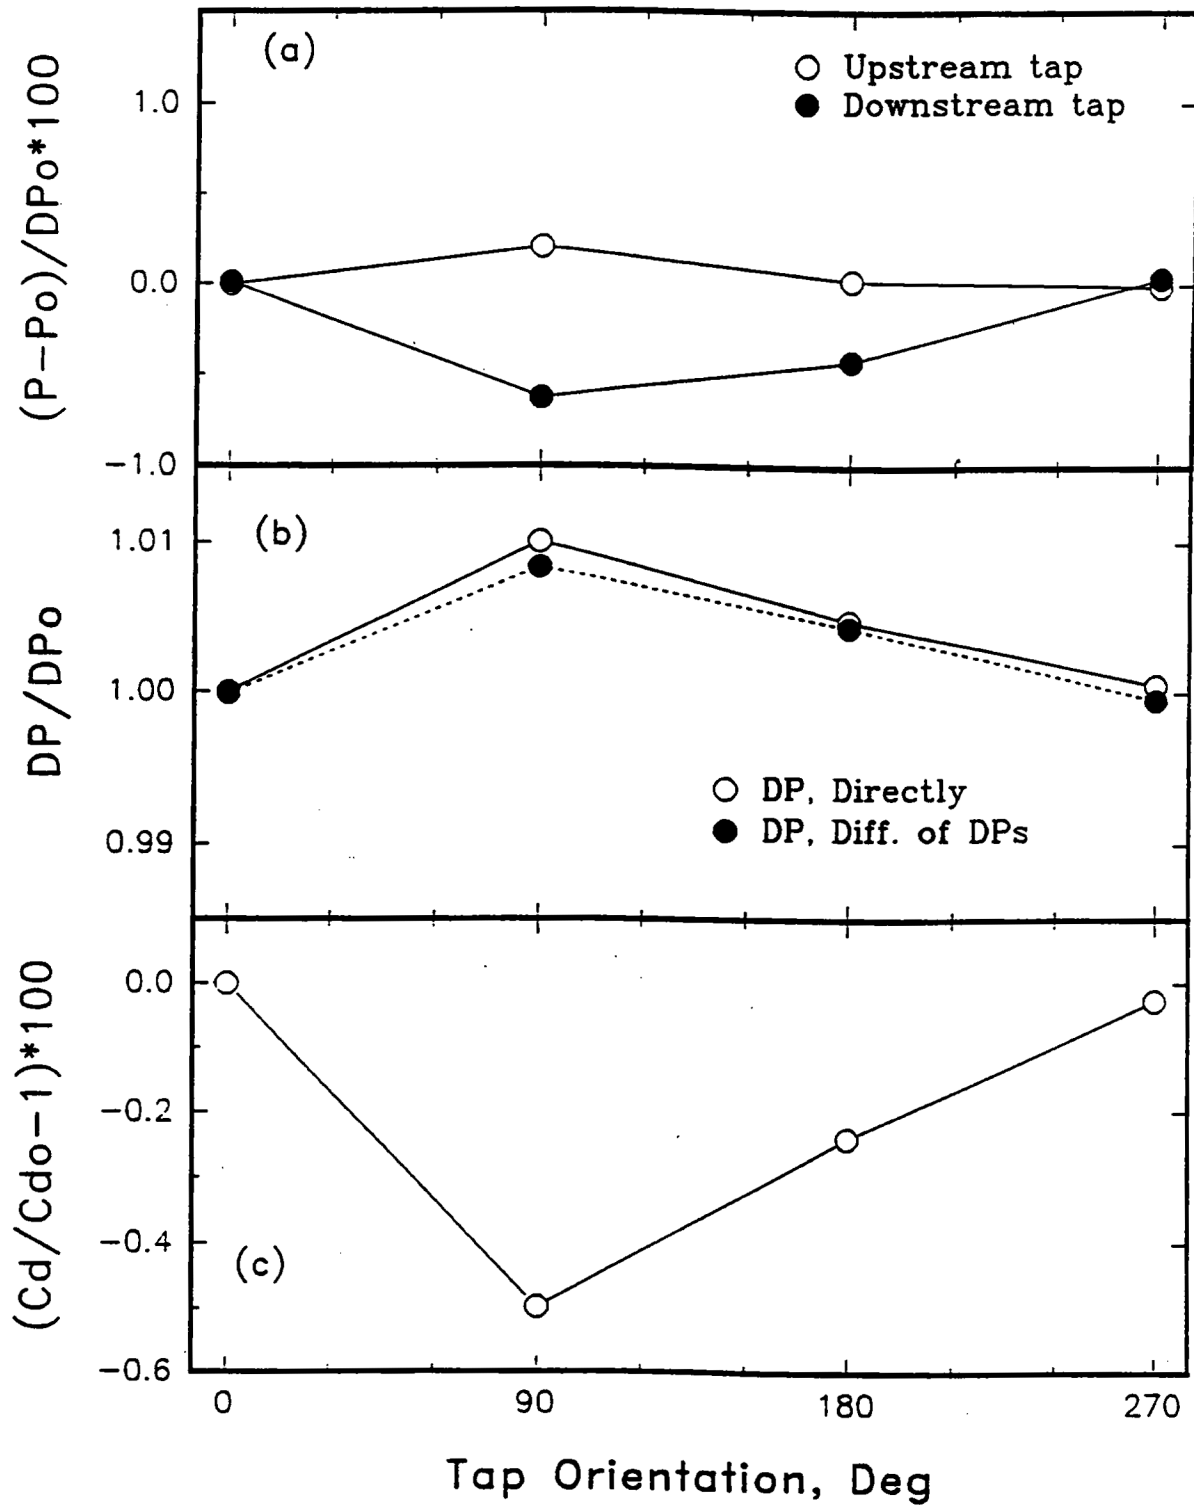 (a)
Upstream tap
Downstream tap
(P-Po)/DPo*100
1.0
0.0
-1.0
(b)
DP/DPo
1.01
1.00
0.99
DP, Directly
DP, Diff. of DPs
(Cd/Cdo-1)*100
0.0
-0.2
-0.4
-0.6
(c)
0 90 180 270
Tap Orientation, Deg